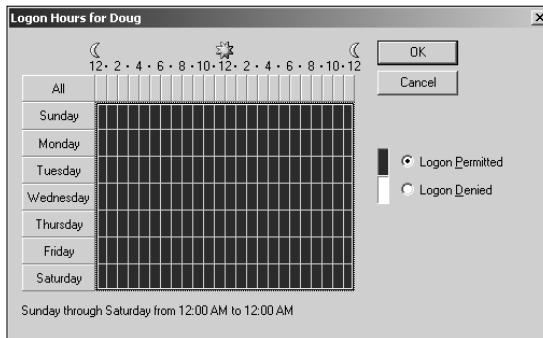 Logon Hours for Doug
12 · 2 · 4 · 6 · 8 · 10 · 12 · 2 · 4 · 6 · 8 · 10 · 12
OK
Cancel
All
Sunday
Monday
Tuesday
Wednesday
Thursday
Friday
Saturday
Logon Permitted
Logon Denied
Sunday through Saturday from 12:00 AM to 12:00 AM